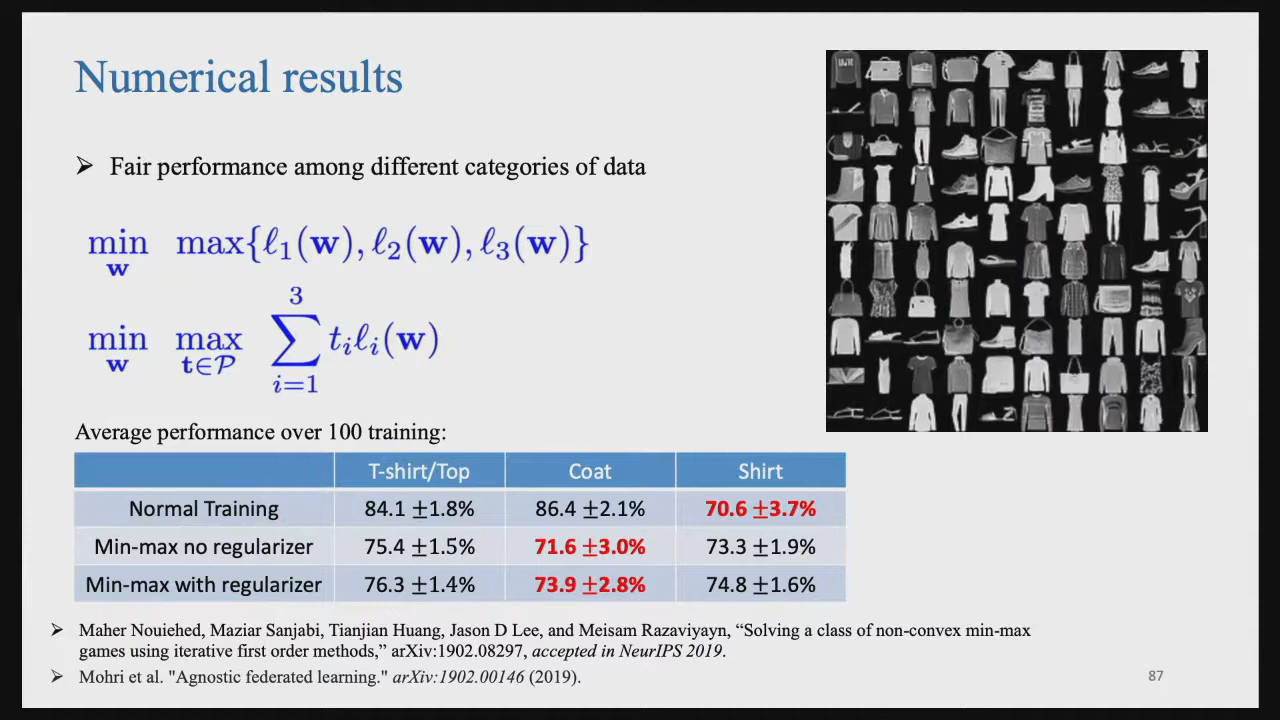 Numerical results
➢ Fair performance among different categories of data
min_w max{ℓ₁(w), ℓ₂(w), ℓ₃(w)}
min_w max_{t∈𝒫} ∑_{i=1}^{3} t_i ℓ_i(w)
Average performance over 100 training:
T-shirt/Top Coat Shirt
Normal Training 84.1 ±1.8% 86.4 ±2.1% 70.6 ±3.7%
Min-max no regularizer 75.4 ±1.5% 71.6 ±3.0% 73.3 ±1.9%
Min-max with regularizer 76.3 ±1.4% 73.9 ±2.8% 74.8 ±1.6%
➢ Maher Nouiehed, Maziar Sanjabi, Tianjian Huang, Jason D Lee, and Meisam Razaviyayn, “Solving a class of non-convex min-max
games using iterative first order methods,” arXiv:1902.08297, accepted in NeurIPS 2019.
➢ Mohri et al. "Agnostic federated learning." arXiv:1902.00146 (2019).
87